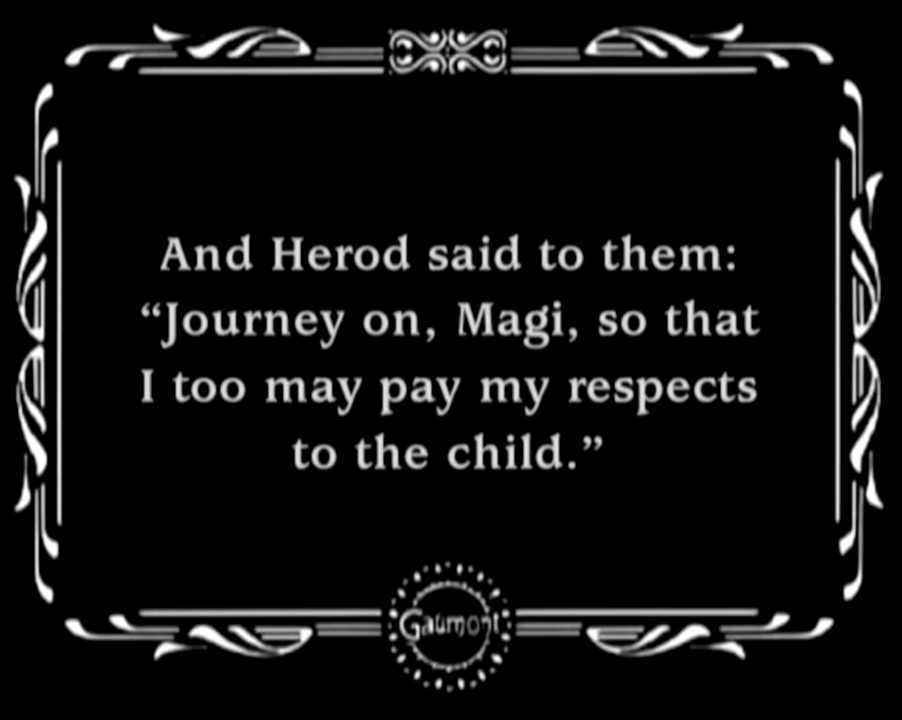 And Herod said to them:
“Journey on, Magi, so that
I too may pay my respects
to the child.”
Gaumont